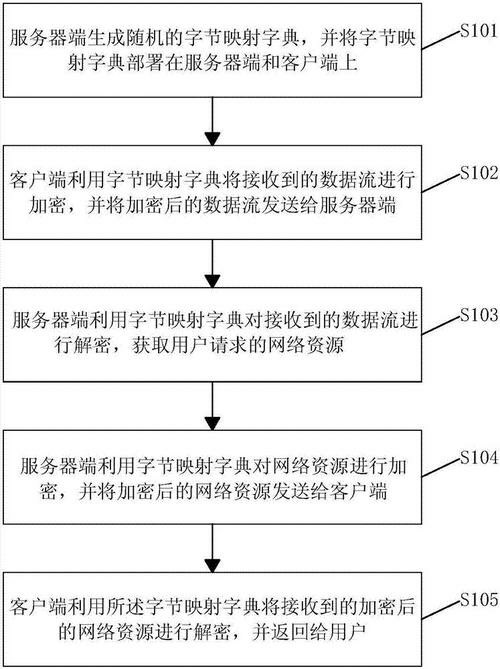 服务器端生成随机的字节映射字典，并将字节映
射字典部署在服务器端和客户端上
S101
客户端利用字节映射字典将接收到的数据流进行
加密，并将加密后的数据流发送给服务器端
S102
服务器端利用字节映射字典对接收到的数据流进
行解密，获取用户请求的网络资源
S103
服务器端利用字节映射字典对网络资源进行加
密，并将加密后的网络资源发送给客户端
S104
客户端利用所述字节映射字典将接收到的加密后
的网络资源进行解密，并返回给用户
S105